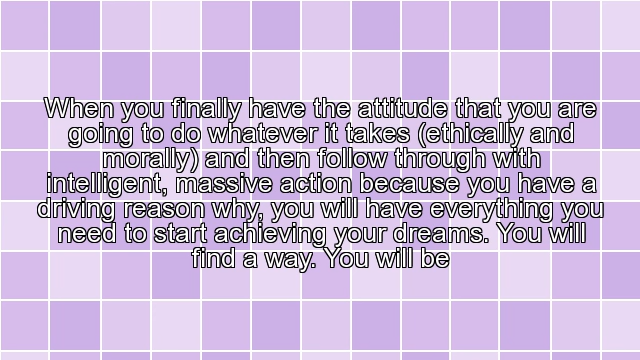 When you finally have the attitude that you are
going to do whatever it takes (ethically and
morally) and then follow through with
intelligent, massive action because you have a
driving reason why, you will have everything you
need to start achieving your dreams. You will
find a way. You will be